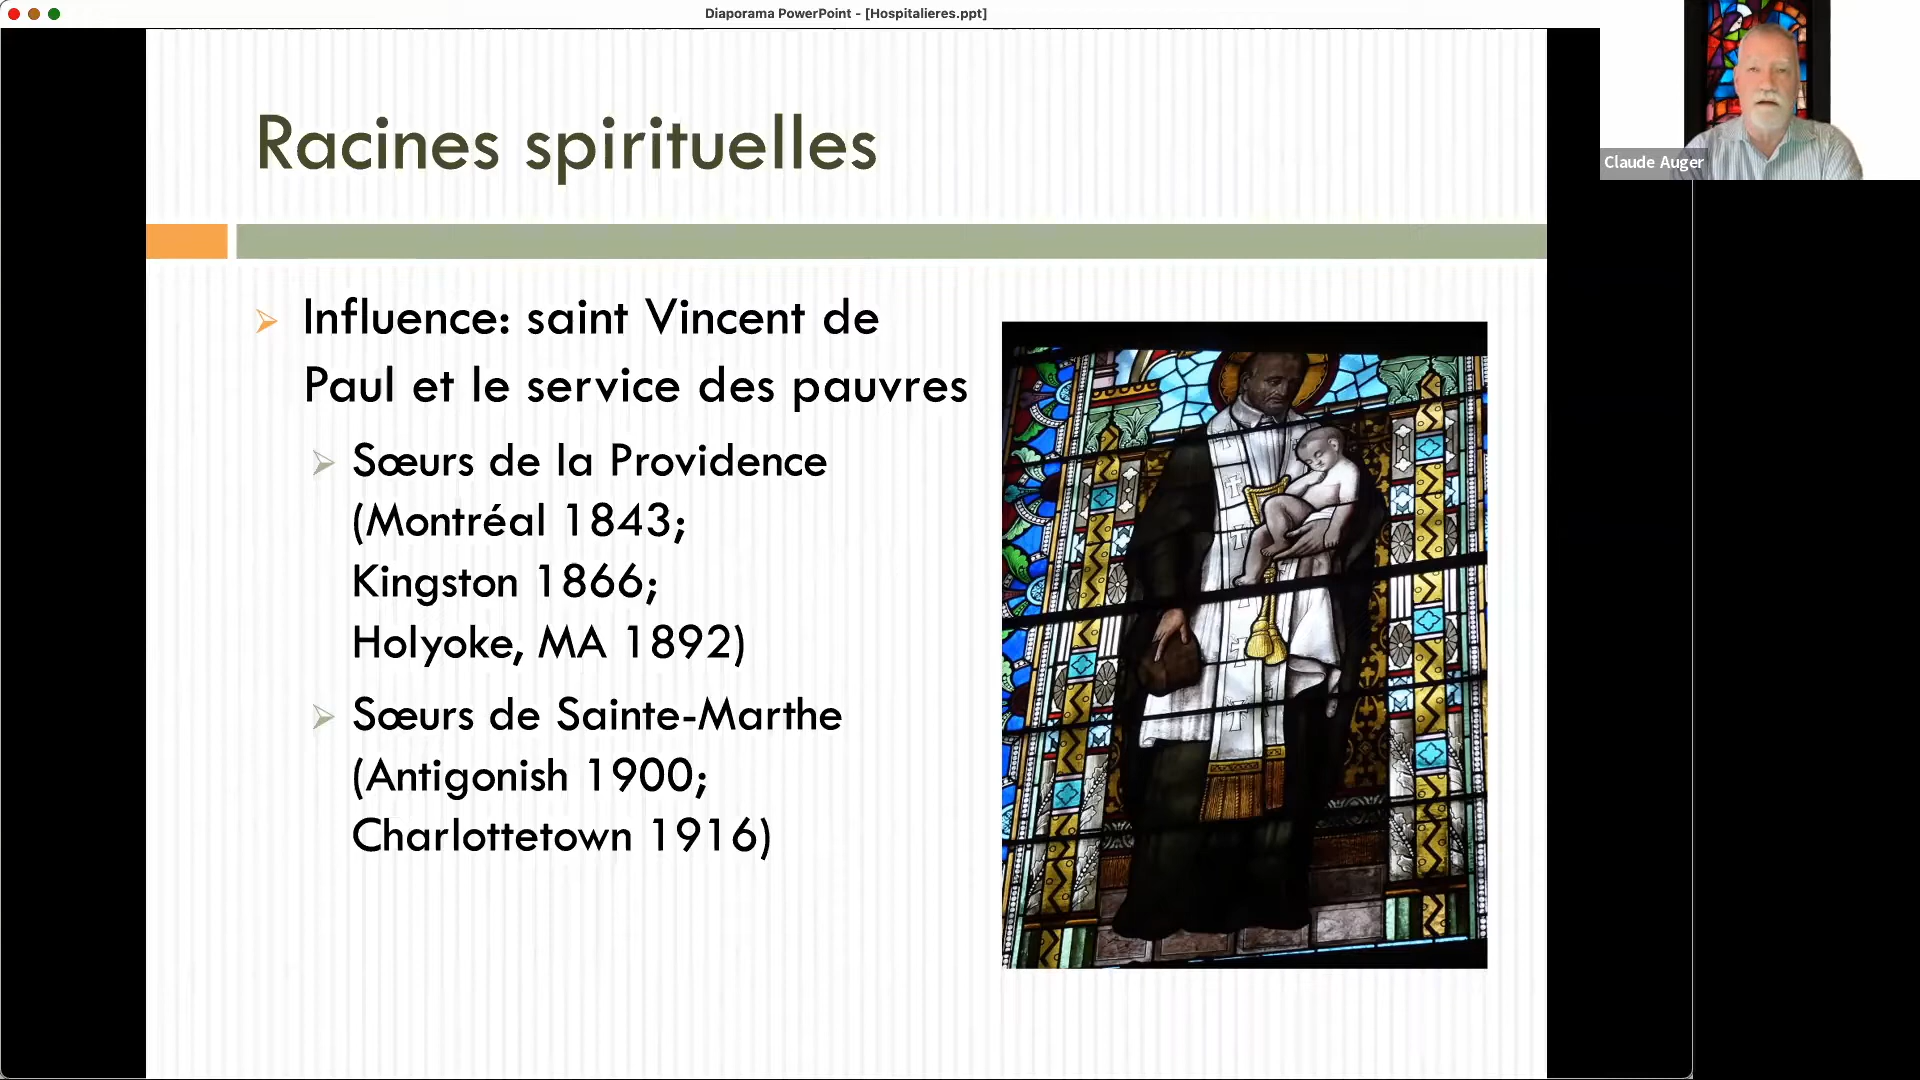 Diaporama PowerPoint - [Hospitalieres.ppt]
Claude Auger
Racines spirituelles
Influence: saint Vincent de
Paul et le service des pauvres
Sœurs de la Providence
(Montréal 1843;
Kingston 1866;
Holyoke, MA 1892)
Sœurs de Sainte-Marthe
(Antigonish 1900;
Charlottetown 1916)